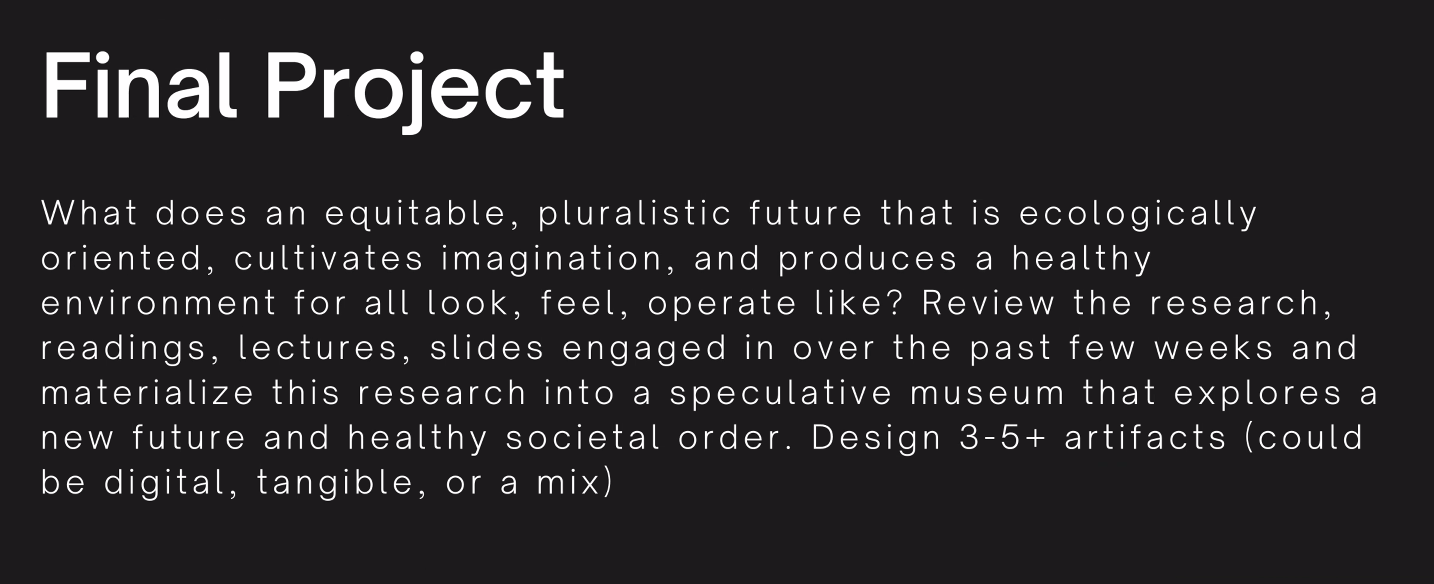 Final Project
What does an equitable, pluralistic future that is ecologically
oriented, cultivates imagination, and produces a healthy
environment for all look, feel, operate like? Review the research,
readings, lectures, slides engaged in over the past few weeks and
materialize this research into a speculative museum that explores a
new future and healthy societal order. Design 3-5+ artifacts (could
be digital, tangible, or a mix)